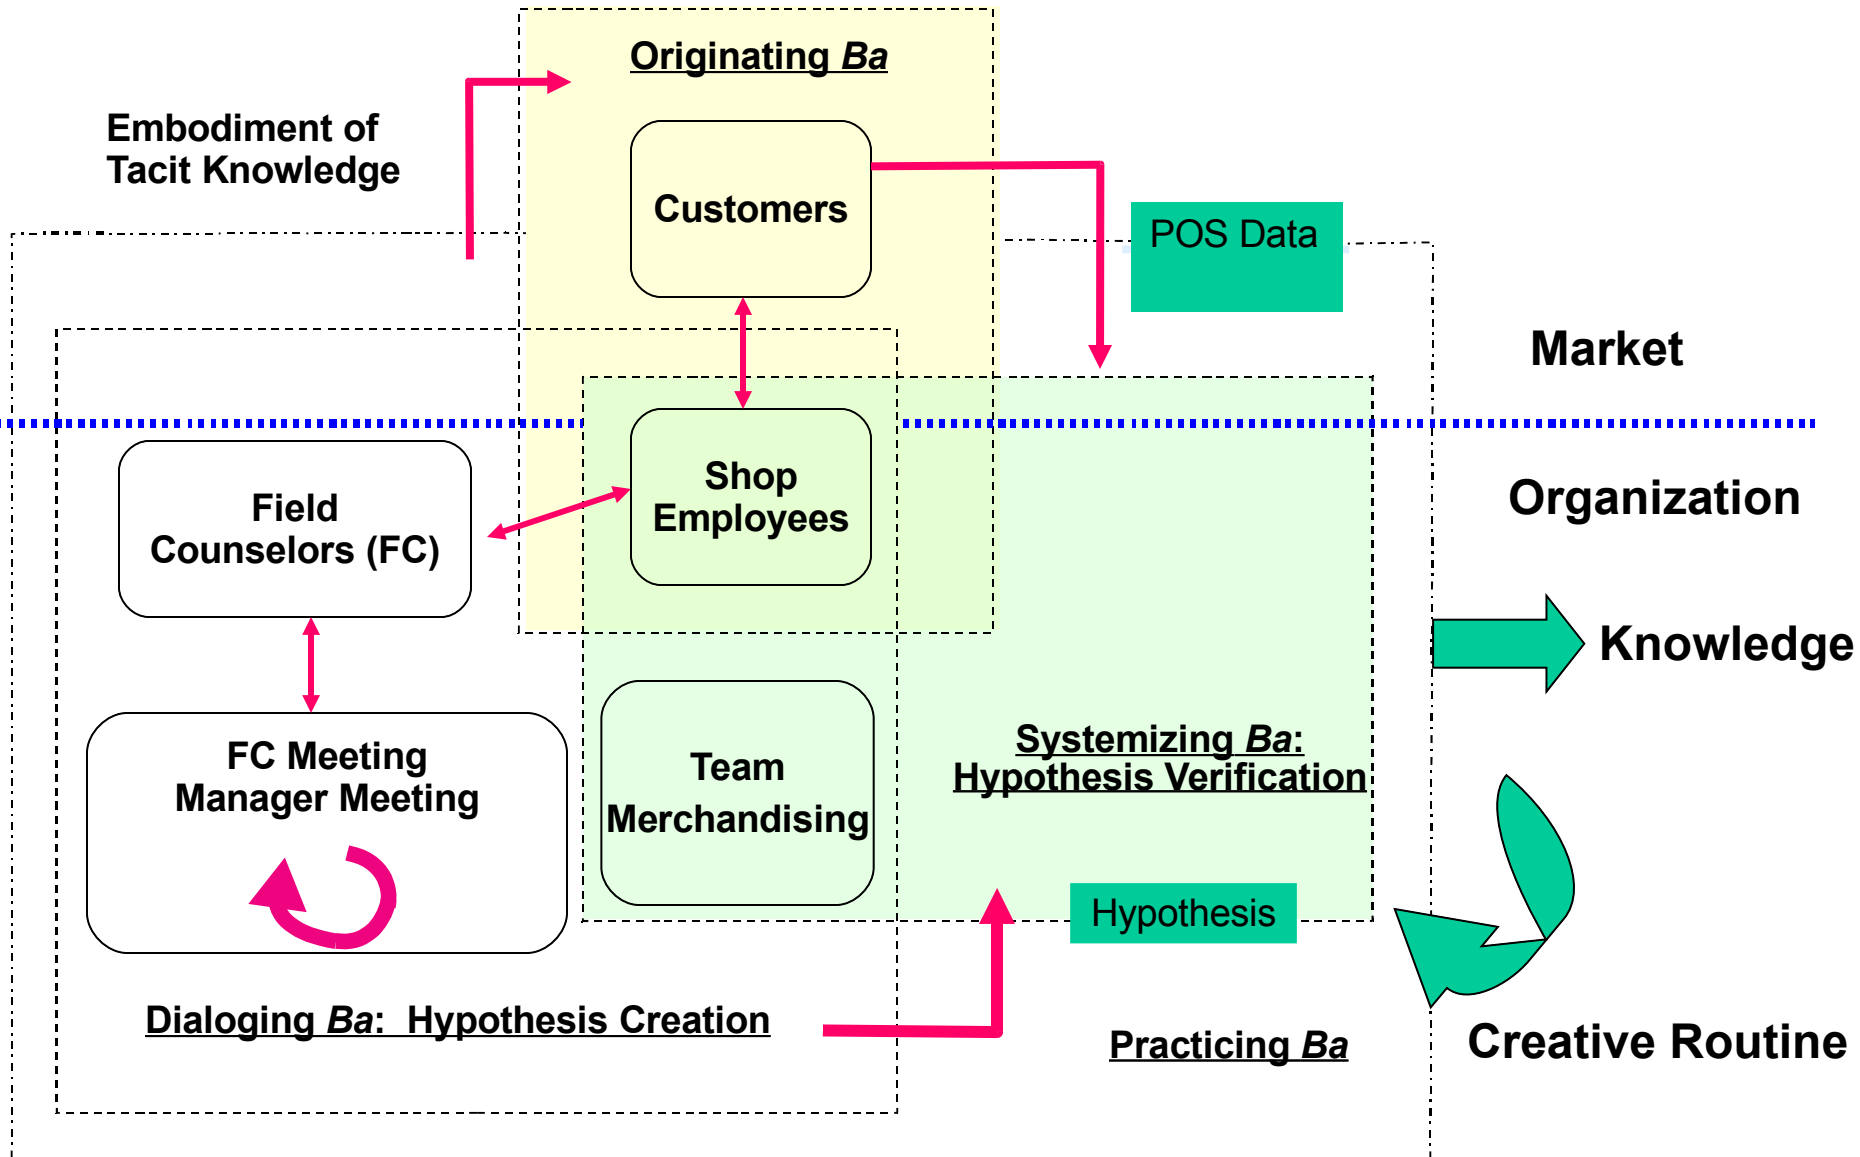 Originating Ba
Embodiment of
Tacit Knowledge
Customers
POS Data
Market
Shop
Employees
Organization
Field
Counselors (FC)
Knowledge
FC Meeting
Manager Meeting
Team
Merchandising
Systemizing Ba:
Hypothesis Verification
Hypothesis
Dialoging Ba:  Hypothesis Creation
Practicing Ba
Creative Routine